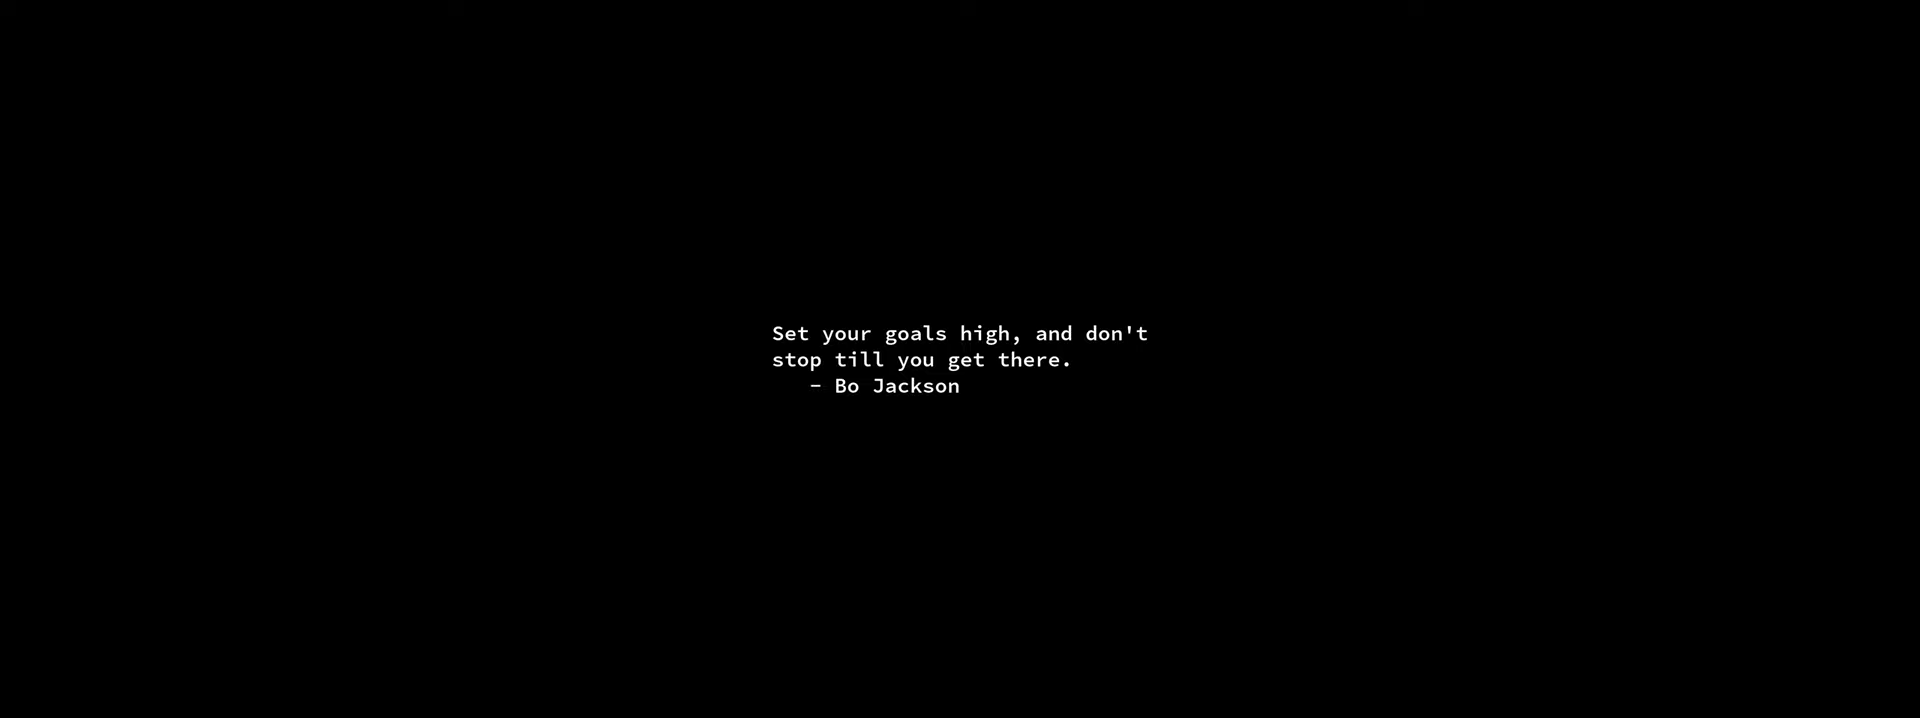 Set your goals high, and don't
stop till you get there.
– Bo Jackson